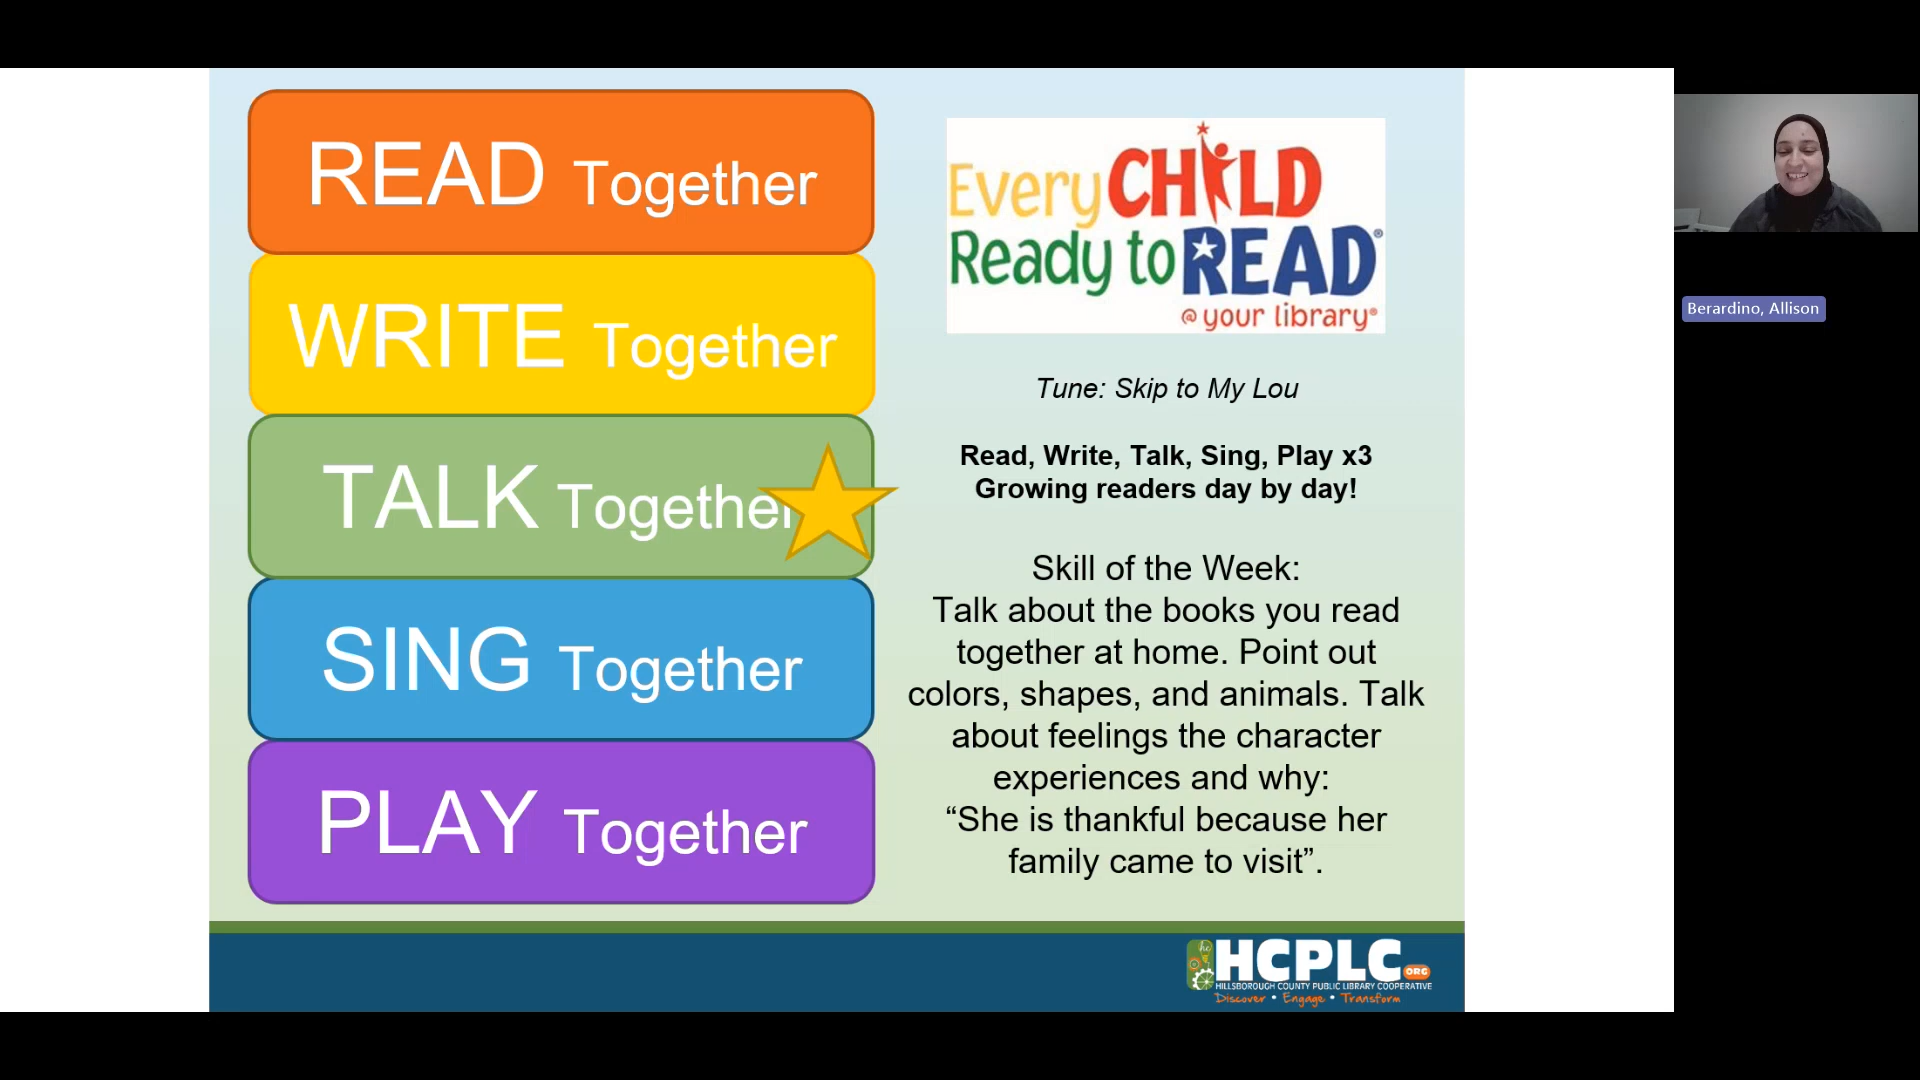 READ Together
WRITE Together
TALK Together
SING Together
PLAY Together
Every CHILD
Ready to READ®
@ your library®
Tune: Skip to My Lou
Read, Write, Talk, Sing, Play x3
Growing readers day by day!
Skill of the Week:
Talk about the books you read
together at home. Point out
colors, shapes, and animals. Talk
about feelings the character
experiences and why:
“She is thankful because her
family came to visit”.
hc
HCPLC ORG
HILLSBOROUGH COUNTY PUBLIC LIBRARY COOPERATIVE
Discover • Engage • Transform
Berardino, Allison